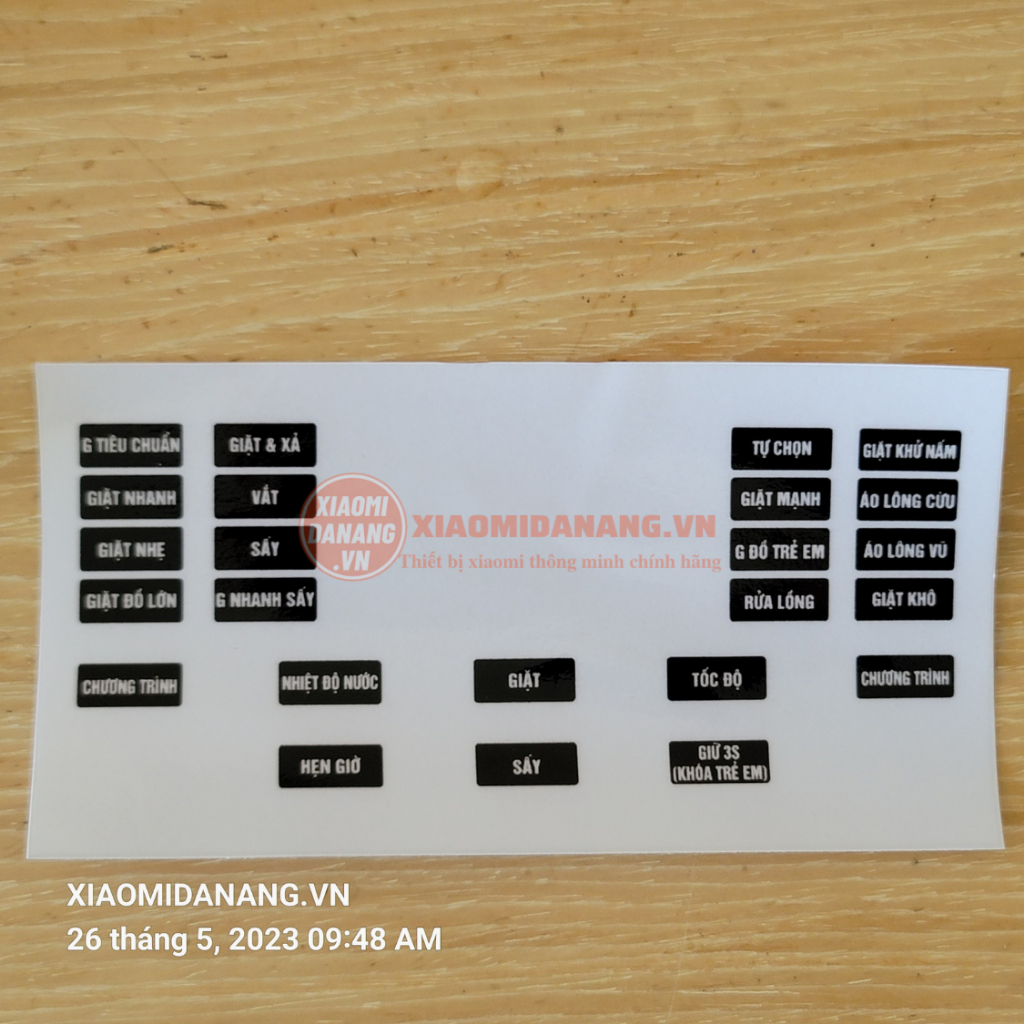 G TIÊU CHUẨN
GIẶT & XẢ
TỰ CHỌN
GIẶT KHỬ NẤM
GIẶT NHANH
VẮT
GIẶT MẠNH
ÁO LÔNG CỪU
GIẶT NHẸ
SẤY
G ĐỒ TRẺ EM
ÁO LÔNG VŨ
GIẶT ĐỒ LỚN
G NHANH SẤY
RỬA LỒNG
GIẶT KHÔ
XIAOMI
DANANG
.VN
XIAOMIDANANG.VN
Thiết bị xiaomi thông minh chính hãng
CHƯƠNG TRÌNH
NHIỆT ĐỘ NƯỚC
GIẶT
TỐC ĐỘ
CHƯƠNG TRÌNH
HẸN GIỜ
SẤY
GIỮ 3S
(KHÓA TRẺ EM)
XIAOMIDANANG.VN
26 tháng 5, 2023 09:48 AM